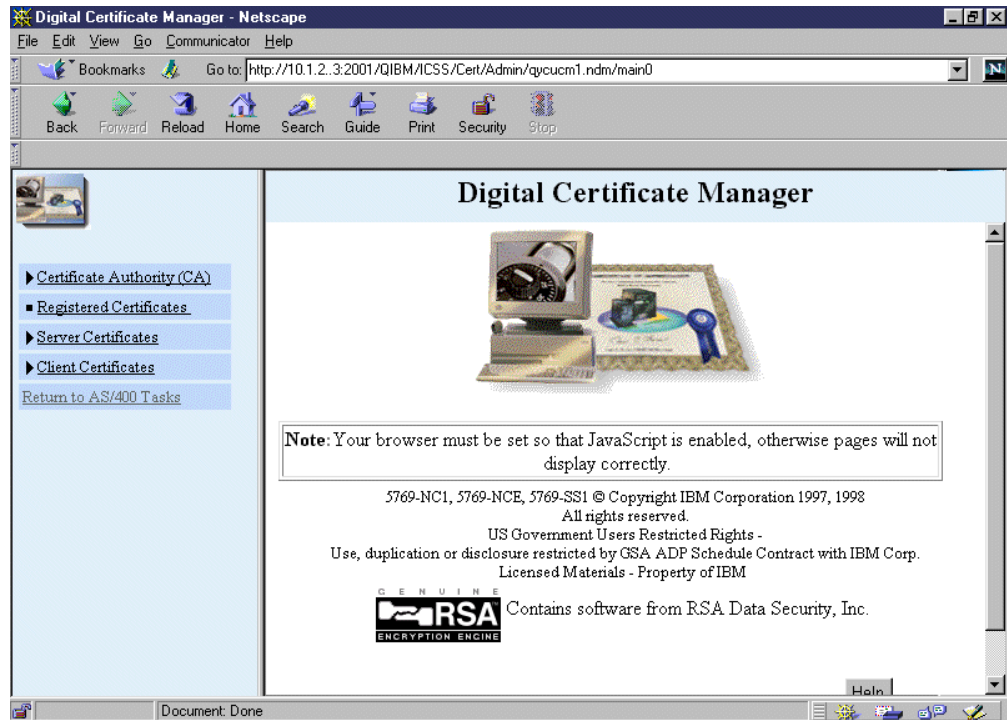 Digital Certificate Manager - Netscape
File Edit View Go Communicator Help
Bookmarks Go to: http://10.1.2..3:2001/QIBM/ICSS/Cert/Admin/qycucm1.ndm/main0
N
Back Forward Reload Home Search Guide Print Security Stop
Digital Certificate Manager
Certificate Authority (CA)
Registered Certificates
Server Certificates
Client Certificates
Return to AS/400 Tasks
Note: Your browser must be set so that JavaScript is enabled, otherwise pages will not
display correctly.
5769-NC1, 5769-NCE, 5769-SS1 © Copyright IBM Corporation 1997, 1998
All rights reserved.
US Government Users Restricted Rights -
Use, duplication or disclosure restricted by GSA ADP Schedule Contract with IBM Corp.
Licensed Materials - Property of IBM
GENUINE
RSA
ENCRYPTION ENGINE
Contains software from RSA Data Security, Inc.
Help
Document: Done